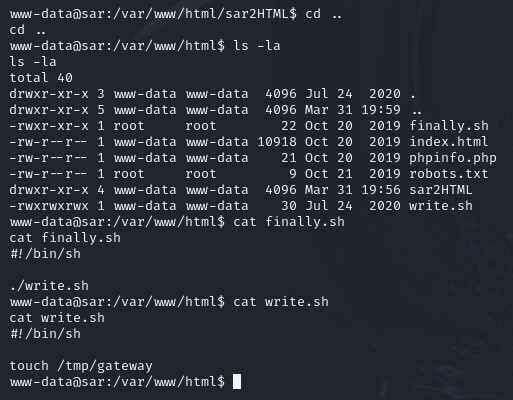 www-data@sar:/var/www/html/sar2HTML$ cd ..
cd ..
www-data@sar:/var/www/html$ ls -la
ls -la
total 40
drwxr-xr-x 3 www-data www-data  4096 Jul 24  2020 .
drwxr-xr-x 5 www-data www-data  4096 Mar 31 19:59 ..
-rwxr-xr-x 1 root     root        22 Oct 20  2019 finally.sh
-rw-r--r-- 1 www-data www-data 10918 Oct 20  2019 index.html
-rw-r--r-- 1 www-data www-data    21 Oct 20  2019 phpinfo.php
-rw-r--r-- 1 root     root         9 Oct 21  2019 robots.txt
drwxr-xr-x 4 www-data www-data  4096 Mar 31 19:56 sar2HTML
-rwxrwxrwx 1 www-data www-data    30 Jul 24  2020 write.sh
www-data@sar:/var/www/html$ cat finally.sh
cat finally.sh
#!/bin/sh
./write.sh
www-data@sar:/var/www/html$ cat write.sh
cat write.sh
#!/bin/sh
touch /tmp/gateway
www-data@sar:/var/www/html$